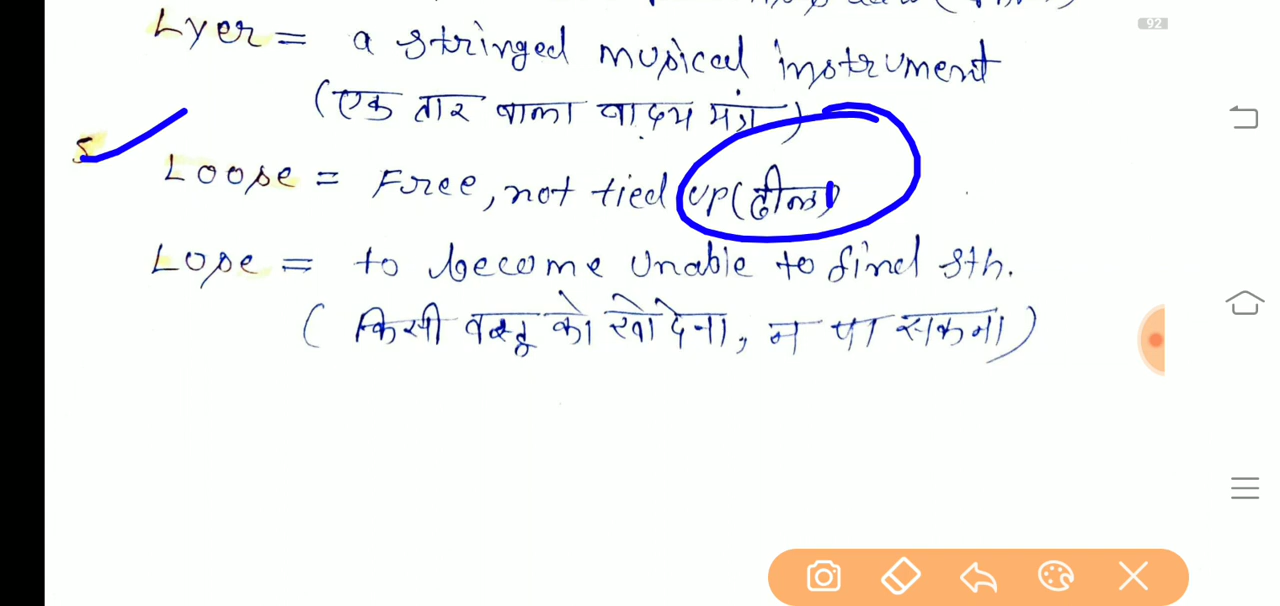 92
Lyer = a stringed musical instrument
(एक तार वाला वाद्य यंत्र)
5
Loose = Free, not tied up (ढीला)
Lose = to become unable to find sth.
( किसी वस्तु को खो देना, न पा सकना)